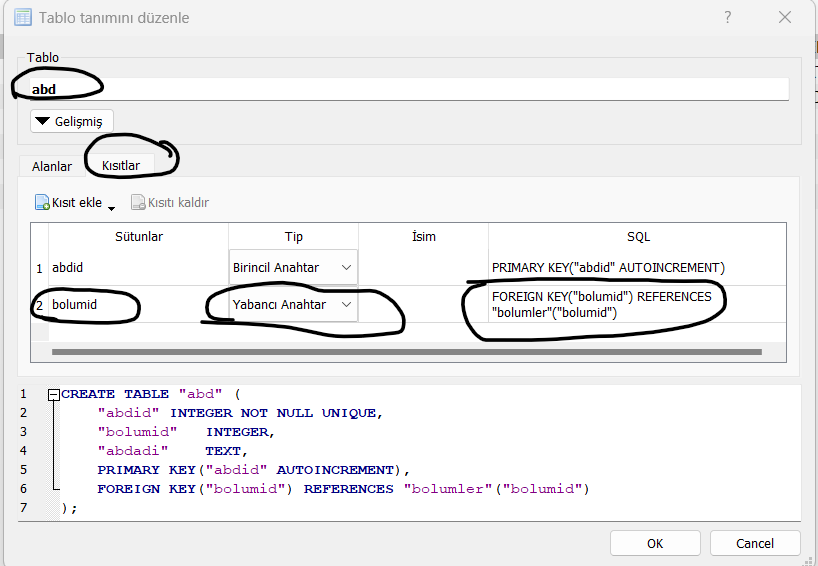 Tablo tanımını düzenle
?
Tablo
abd
Gelişmiş
Alanlar Kısıtlar
Kısıt ekle Kısıtı kaldır
Sütunlar Tip İsim SQL
1 abdid Birincil Anahtar PRIMARY KEY("abdid" AUTOINCREMENT)
2 bolumid Yabancı Anahtar FOREIGN KEY("bolumid") REFERENCES
"bolumler"("bolumid")
1 CREATE TABLE "abd" (
2 "abdid" INTEGER NOT NULL UNIQUE,
3 "bolumid" INTEGER,
4 "abdadi" TEXT,
5 PRIMARY KEY("abdid" AUTOINCREMENT),
6 FOREIGN KEY("bolumid") REFERENCES "bolumler"("bolumid")
7 );
OK Cancel